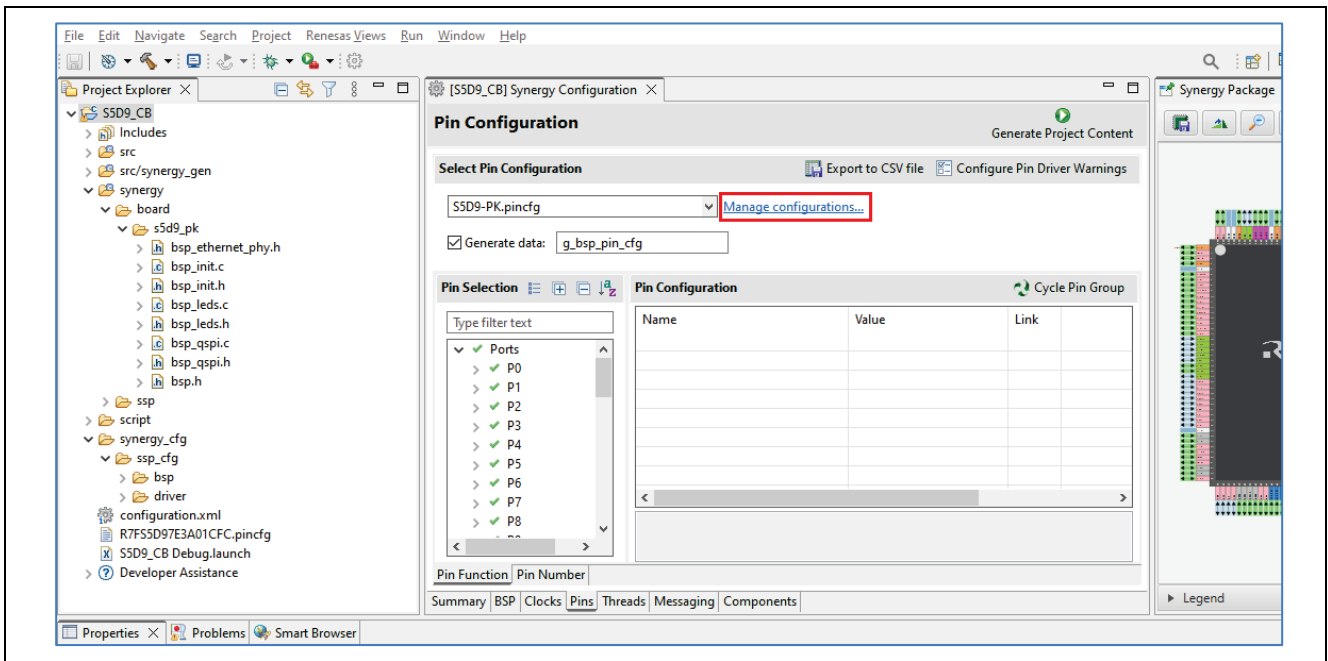 File Edit Navigate Search Project Renesas Views Run Window Help
Project Explorer
S5D9_CB
Includes
src
src/synergy_gen
synergy
board
s5d9_pk
bsp_ethernet_phy.h
bsp_init.c
bsp_init.h
bsp_leds.c
bsp_leds.h
bsp_qspi.c
bsp_qspi.h
bsp.h
ssp
script
synergy_cfg
ssp_cfg
bsp
driver
configuration.xml
R7FS5D97E3A01CFC.pincfg
S5D9_CB Debug.launch
Developer Assistance
[S5D9_CB] Synergy Configuration
Pin Configuration
Generate Project Content
Select Pin Configuration
Export to CSV file
Configure Pin Driver Warnings
S5D9-PK.pincfg
Manage configurations...
Generate data: g_bsp_pin_cfg
Pin Selection
Type filter text
Ports
P0
P1
P2
P3
P4
P5
P6
P7
P8
Pin Configuration
Cycle Pin Group
Name Value Link
Pin Function Pin Number
Summary BSP Clocks Pins Threads Messaging Components
Synergy Package
Legend
Properties Problems Smart Browser